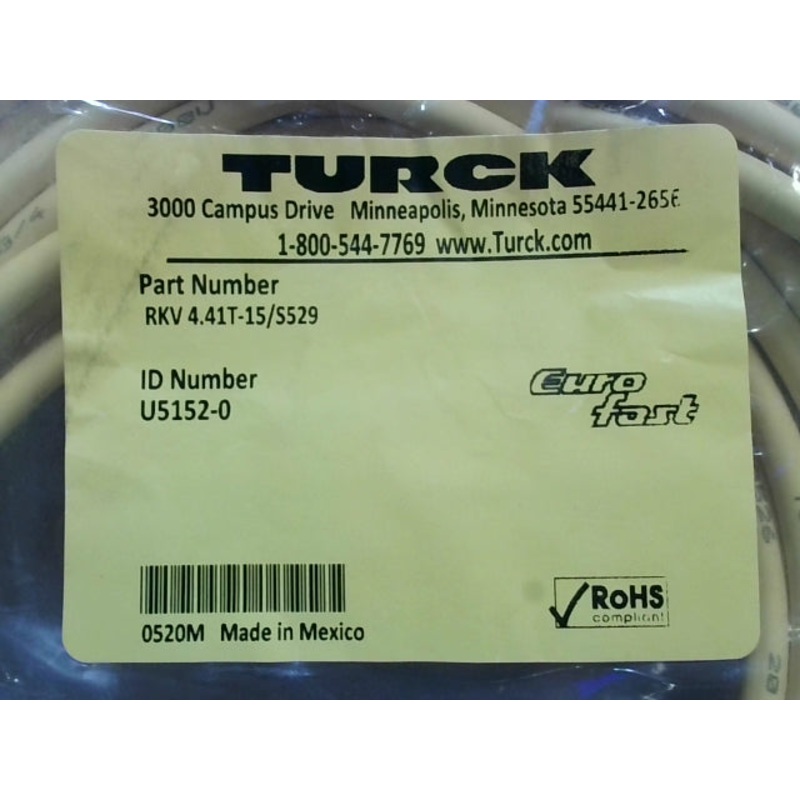 TURCK
3000 Campus Drive Minneapolis, Minnesota 55441-2656
1-800-544-7769 www.Turck.com
Part Number
RKV 4.41T-15/S529
ID Number
U5152-0
Euro
fast
RoHS
compliant
0520M Made in Mexico